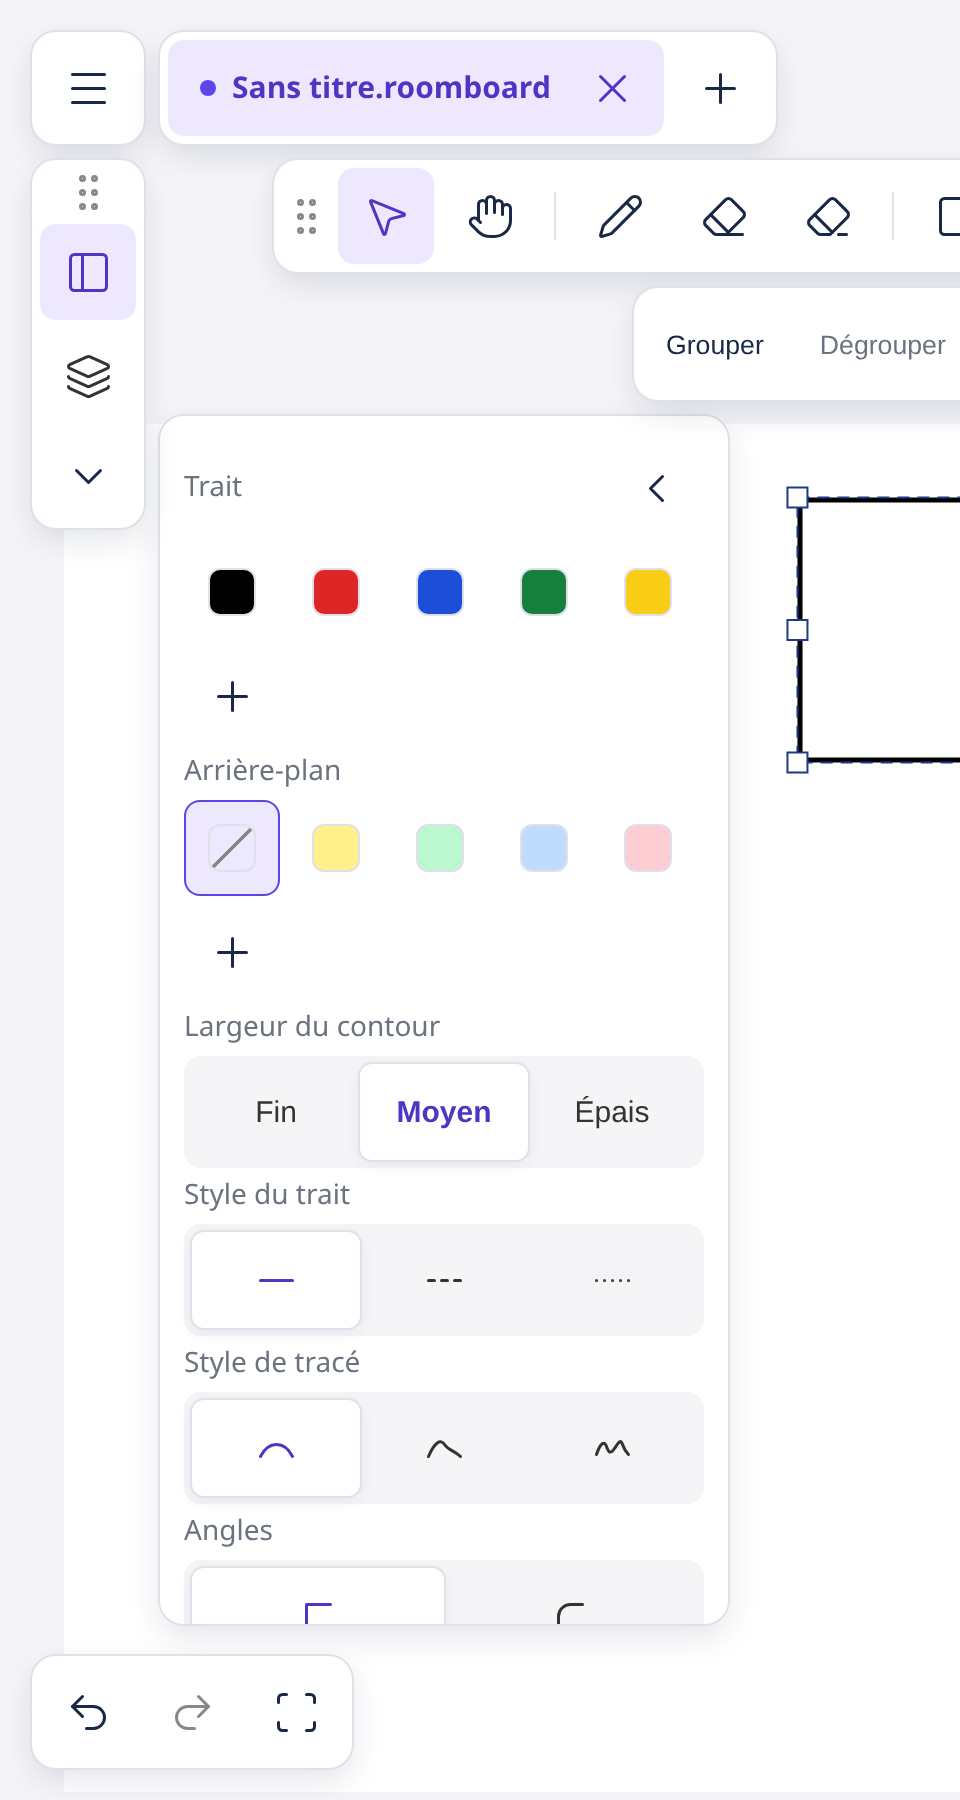 Sans titre.roomboard
Grouper Dégrouper
Trait
Arrière-plan
Largeur du contour
Fin Moyen Épais
Style du trait
Style de tracé
Angles